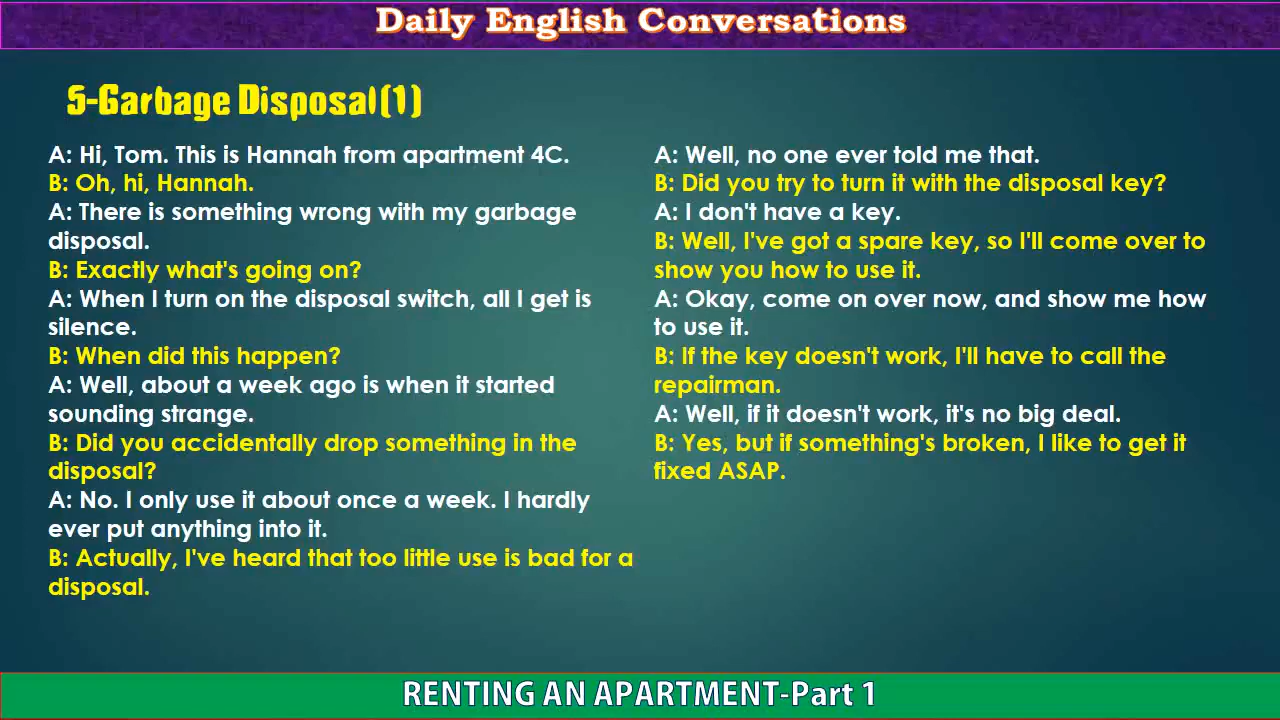 Daily English Conversations
5-Garbage Disposal(1)
A: Hi, Tom. This is Hannah from apartment 4C.
B: Oh, hi, Hannah.
A: There is something wrong with my garbage
disposal.
B: Exactly what's going on?
A: When I turn on the disposal switch, all I get is
silence.
B: When did this happen?
A: Well, about a week ago is when it started
sounding strange.
B: Did you accidentally drop something in the
disposal?
A: No. I only use it about once a week. I hardly
ever put anything into it.
B: Actually, I've heard that too little use is bad for a
disposal.
A: Well, no one ever told me that.
B: Did you try to turn it with the disposal key?
A: I don't have a key.
B: Well, I've got a spare key, so I'll come over to
show you how to use it.
A: Okay, come on over now, and show me how
to use it.
B: If the key doesn't work, I'll have to call the
repairman.
A: Well, if it doesn't work, it's no big deal.
B: Yes, but if something's broken, I like to get it
fixed ASAP.
RENTING AN APARTMENT-Part 1